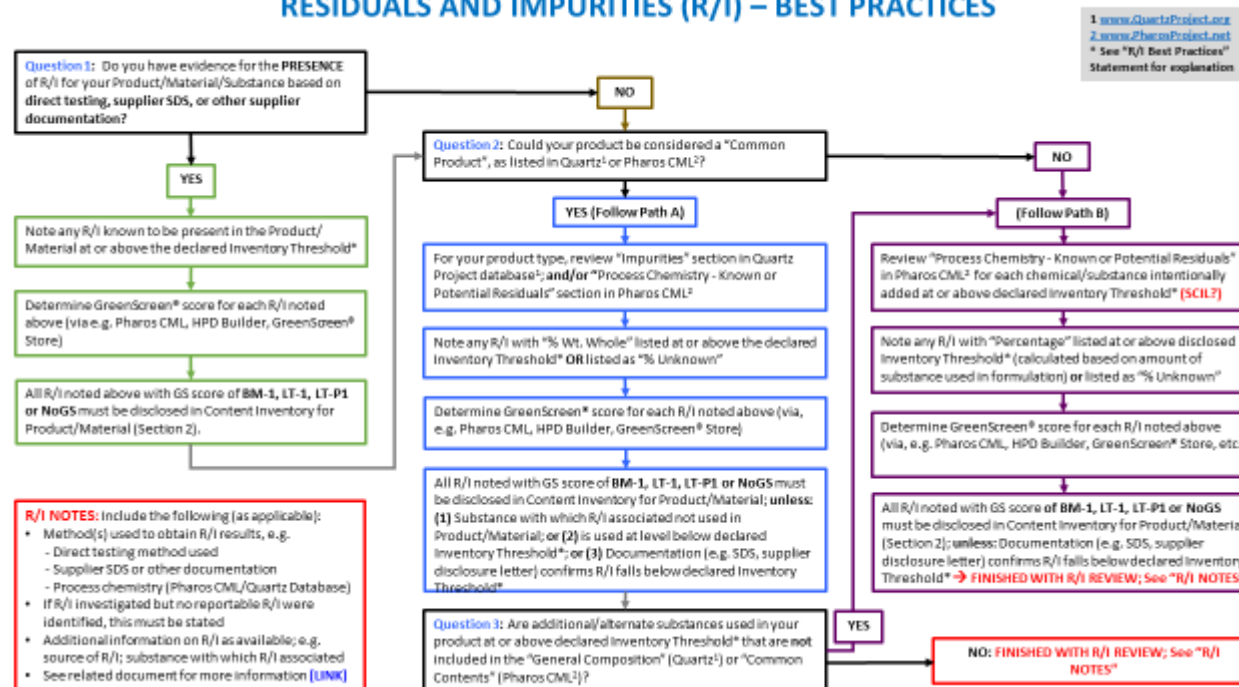 RESIDUALS AND IMPURITIES (R/I) – BEST PRACTICES
1 www.QuartzProject.org
2 www.PharosProject.net
* See "R/I Best Practices"
Statement for explanation
Question 1: Do you have evidence for the PRESENCE
of R/I for your Product/Material/Substance based on
direct testing, supplier SDS, or other supplier
documentation?
NO
YES
Note any R/I known to be present in the Product/
Material at or above the declared Inventory Threshold*
Determine GreenScreen® score for each R/I noted
above (via e.g. Pharos CML, HPD Builder, GreenScreen®
Store)
All R/I noted above with GS score of BM-1, LT-1, LT-P1
or NoGS must be disclosed in Content Inventory for
Product/Material (Section 2).
R/I NOTES: Include the following (as applicable):
• Method(s) used to obtain R/I results, e.g.
- Direct testing method used
- Supplier SDS or other documentation
- Process chemistry (Pharos CML/Quartz Database)
• If R/I investigated but no reportable R/I were
identified, this must be stated
• Additional information on R/I as available; e.g.
source of R/I; substance with which R/I associated
• See related document for more information (LINK)
Question 2: Could your product be considered a "Common
Product", as listed in Quartz¹ or Pharos CML²?
YES (Follow Path A)
For your product type, review "Impurities" section in Quartz
Project database¹; and/or "Process Chemistry - Known or
Potential Residuals" section in Pharos CML²
Note any R/I with "% Wt. Whole" listed at or above the declared
Inventory Threshold* OR listed as "% Unknown"
Determine GreenScreen® score for each R/I noted above (via,
e.g. Pharos CML, HPD Builder, GreenScreen® Store)
All R/I noted with GS score of BM-1, LT-1, LT-P1 or NoGS must
be disclosed in Content Inventory for Product/Material; unless:
(1) Substance with which R/I associated not used in
Product/Material; or (2) is used at level below declared
Inventory Threshold*; or (3) Documentation (e.g. SDS, supplier
disclosure letter) confirms R/I falls below declared Inventory
Threshold*
Question 3: Are additional/alternate substances used in your
product at or above declared Inventory Threshold* that are not
included in the "General Composition" (Quartz¹) or "Common
Contents" (Pharos CML²)?
YES
NO
(Follow Path B)
Review "Process Chemistry - Known or Potential Residuals"
in Pharos CML² for each chemical/substance intentionally
added at or above declared Inventory Threshold* (SCIL?)
Note any R/I with "Percentage" listed at or above disclosed
Inventory Threshold* (calculated based on amount of
substance used in formulation) or listed as "% Unknown"
Determine GreenScreen® score for each R/I noted above
(via, e.g. Pharos CML, HPD Builder, GreenScreen® Store, etc
All R/I noted with GS score of BM-1, LT-1, LT-P1 or NoGS
must be disclosed in Content Inventory for Product/Materia
(Section 2); unless: Documentation (e.g. SDS, supplier
disclosure letter) confirms R/I falls below declared Inventory
Threshold* → FINISHED WITH R/I REVIEW; See "R/I NOTES
NO: FINISHED WITH R/I REVIEW; See "R/I
NOTES"